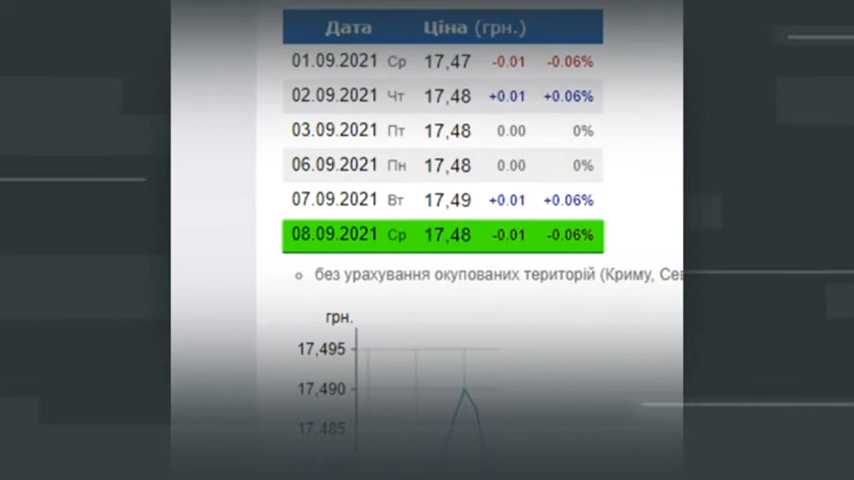 Дата Ціна (грн.)
01.09.2021 Ср 17,47 -0.01 -0.06%
02.09.2021 Чт 17,48 +0.01 +0.06%
03.09.2021 Пт 17,48 0.00 0%
06.09.2021 Пн 17,48 0.00 0%
07.09.2021 Вт 17,49 +0.01 +0.06%
08.09.2021 Ср 17,48 -0.01 -0.06%
без урахування окупованих територій (Криму, Сев
грн.
17,495
17,490
17,485